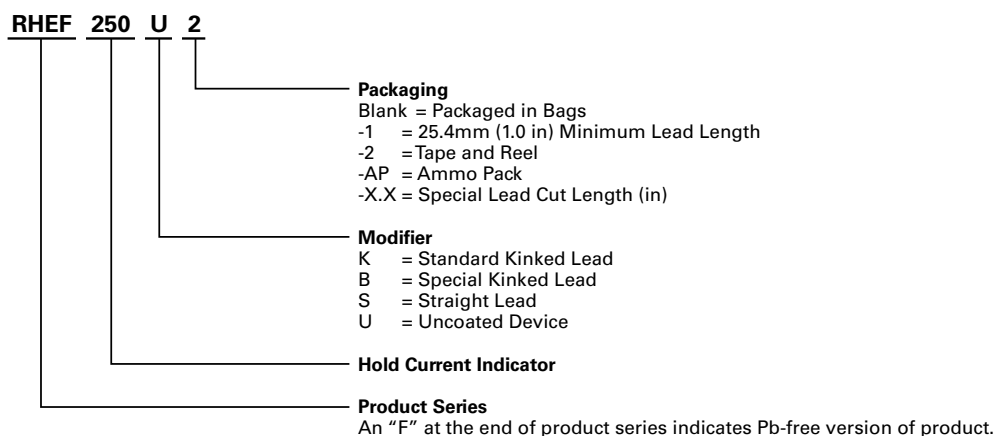 RHEF 250 U 2
Packaging
Blank = Packaged in Bags
-1 = 25.4mm (1.0 in) Minimum Lead Length
-2 = Tape and Reel
-AP = Ammo Pack
-X.X = Special Lead Cut Length (in)
Modifier
K = Standard Kinked Lead
B = Special Kinked Lead
S = Straight Lead
U = Uncoated Device
Hold Current Indicator
Product Series
An “F” at the end of product series indicates Pb-free version of product.